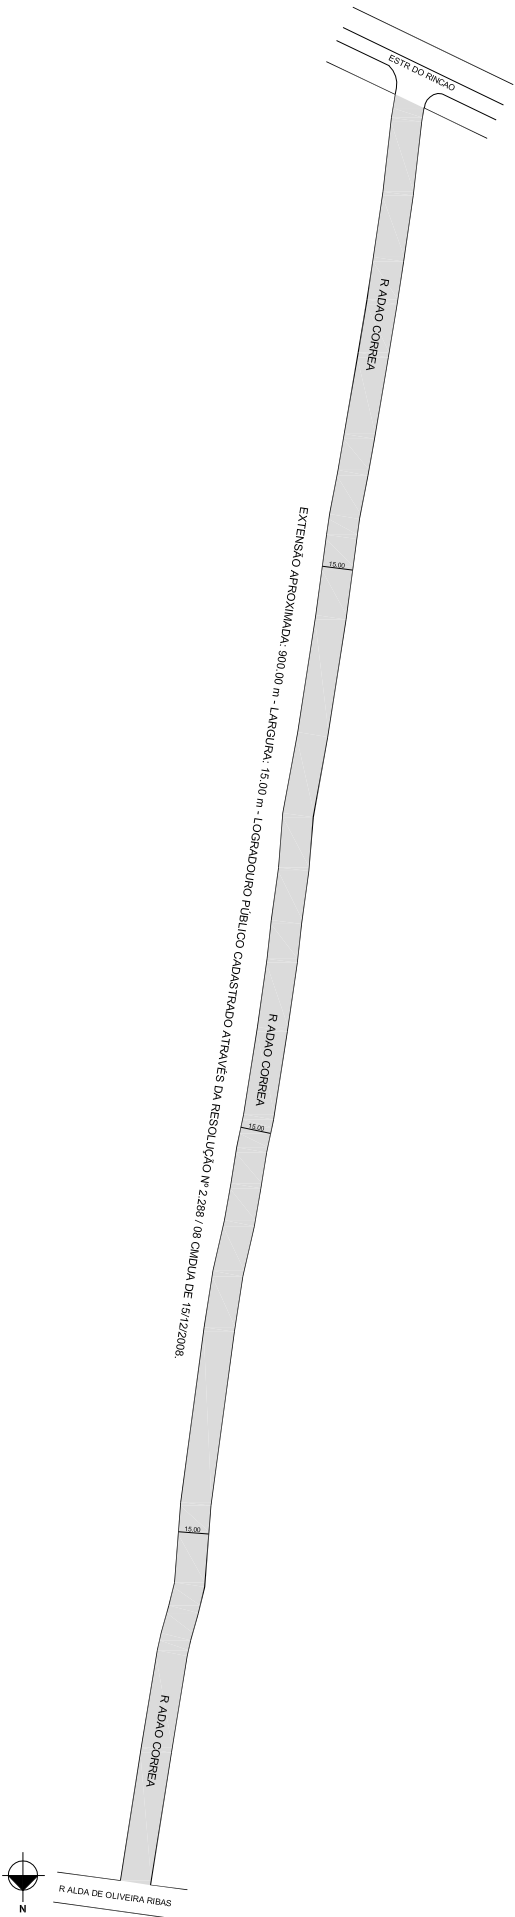 ESTR DO RINCAO
R ADAO CORREA
15.00
EXTENSÃO APROXIMADA: 900.00 m - LARGURA: 15.00 m - LOGRADOURO PÚBLICO CADASTRADO ATRAVÉS DA RESOLUÇÃO Nº 2.288 / 08 CMDUA DE 15/12/2008.
R ADAO CORREA
15.00
15.00
R ADAO CORREA
R ALDA DE OLIVEIRA RIBAS
N